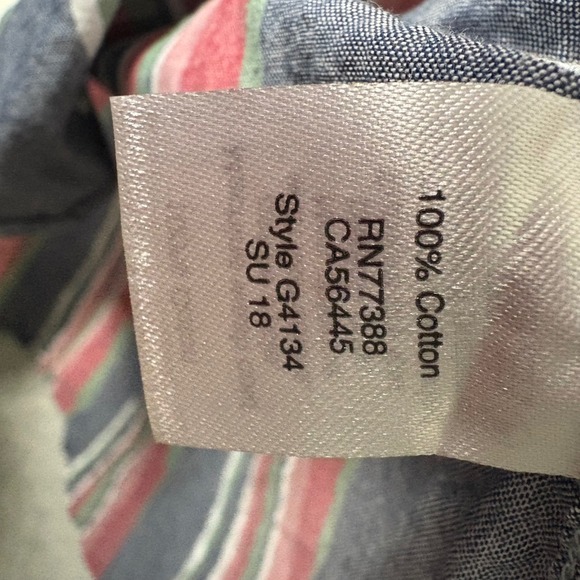 100% Cotton
RN77388
CA56445
Style G4134
SU 18